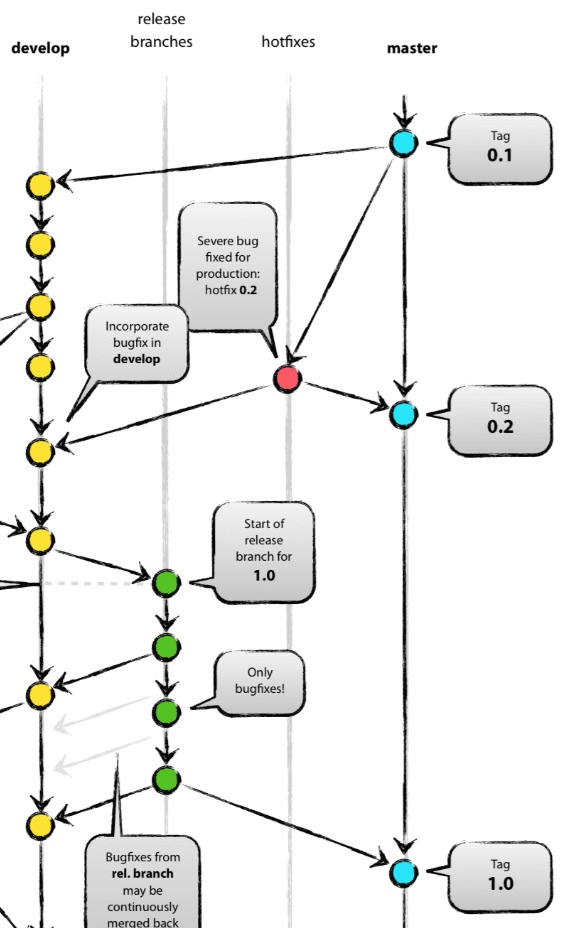 release
branches
develop
hotfixes
master
Tag
0.1
Severe bug
fixed for
production:
hotfix 0.2
Incorporate
bugfix in
develop
Tag
0.2
Start of
release
branch for
1.0
Only
bugfixes!
Bugfixes from
rel. branch
may be
continuously
merged back
Tag
1.0